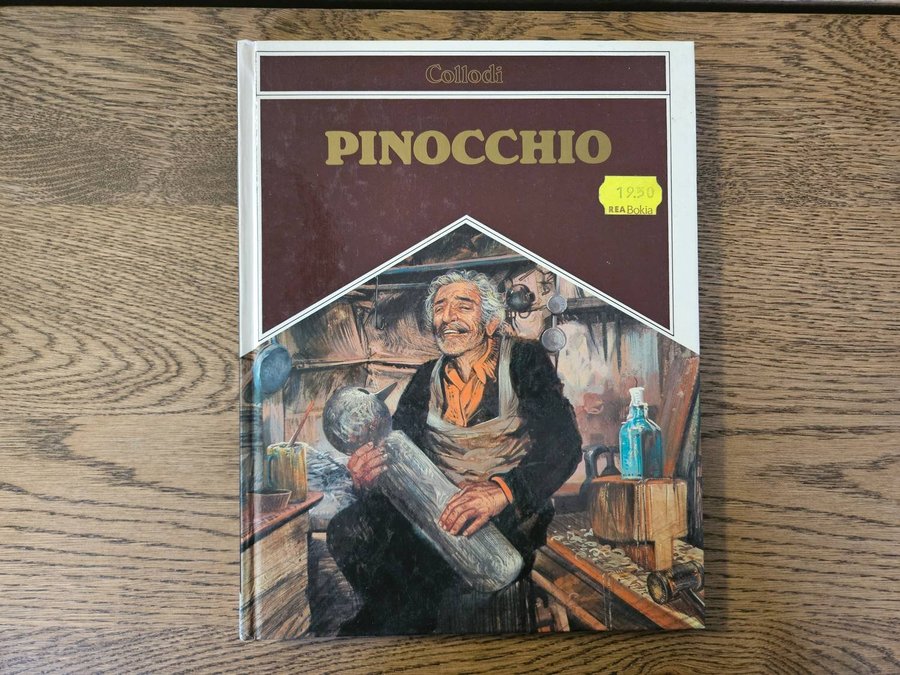 Collodi
PINOCCHIO
19.50
REA Bokia